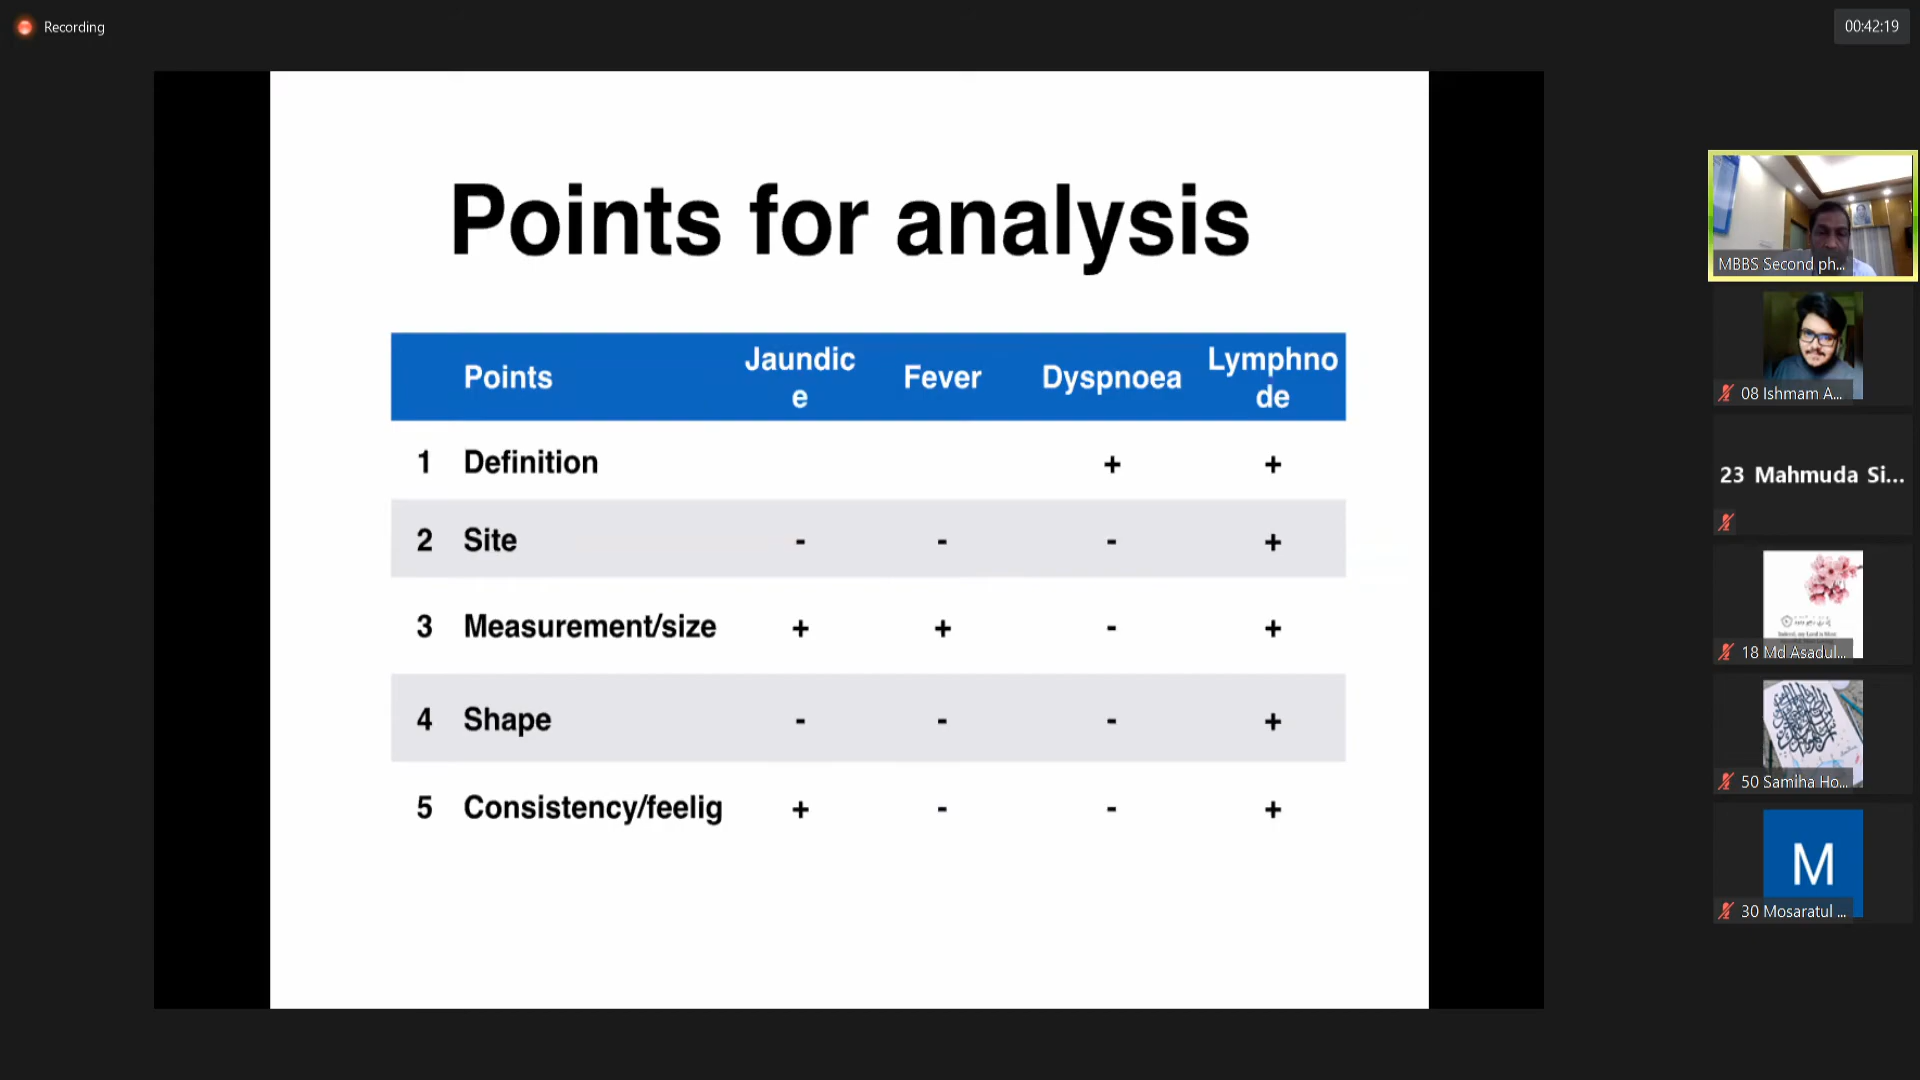 Recording
00:42:19
Points for analysis
Points Jaundic
e Fever Dyspnoea Lymphno
de
1 Definition + +
2 Site - - - +
3 Measurement/size + + - +
4 Shape - - - +
5 Consistency/feelig + - - +
MBBS Second ph...
08 Ishmam A...
23 Mahmuda Si...
18 Md Asadul...
50 Samiha Ho...
M
30 Mosaratul ...